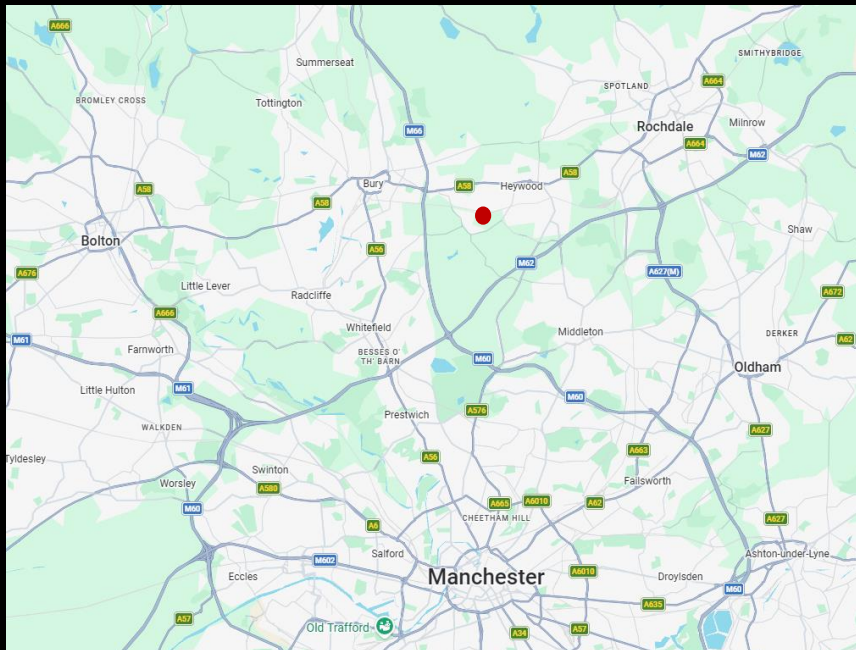 A666
Summerseat
SMITHYBRIDGE
SPOTLAND
A664
BROMLEY CROSS
Tottington
Rochdale
Milnrow
M66
A664
M62
A58
Bury
A58
Heywood
A58
A58
Bolton
A56
Shaw
M62
A627(M)
A676
Little Lever
Radcliffe
A672
A666
Whitefield
Middleton
DERKER
M61
Farnworth
BESSES O'
TH' BARN
M60
A62
Oldham
Little Hulton
M61
M60
WALKDEN
Prestwich
A576
A627
Tyldesley
A56
A663
Swinton
Worsley
A580
Failsworth
M60
A665
A6010
A62
CHEETHAM HILL
A627
A6
Salford
Ashton-under-Lyne
M602
Eccles
Manchester
A6010
Droylsden
M60
A635
A57
Old Trafford
A34
A57